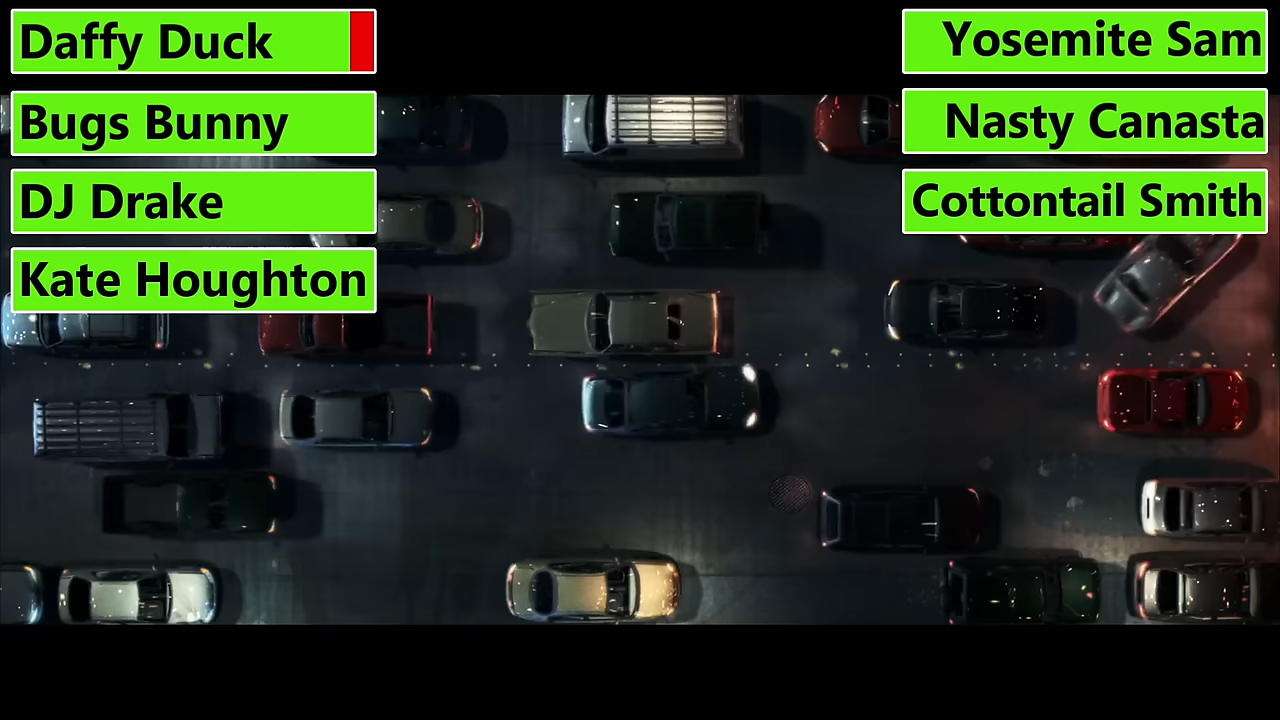 Daffy Duck
Bugs Bunny
DJ Drake
Kate Houghton
Yosemite Sam
Nasty Canasta
Cottontail Smith